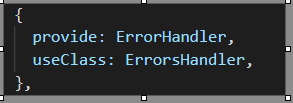 {
provide: ErrorHandler,
useClass: ErrorsHandler,
},